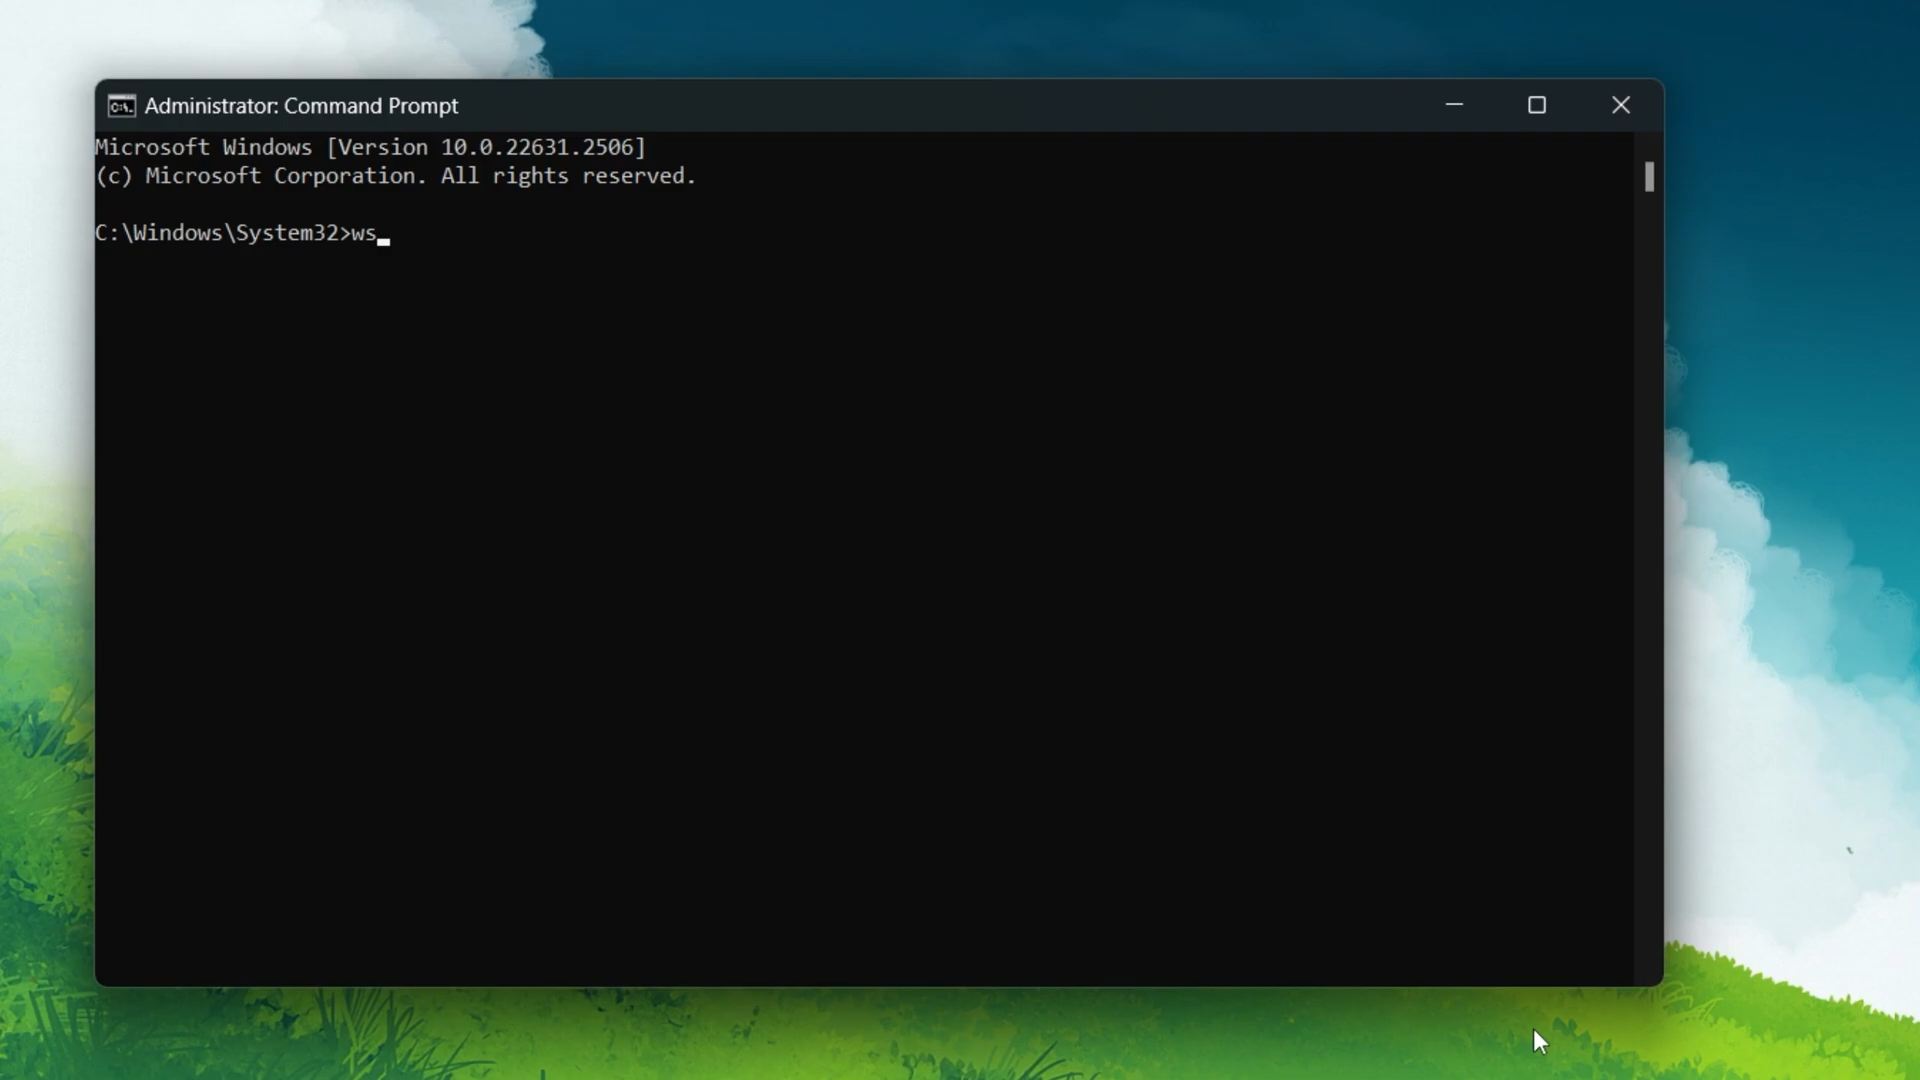 Administrator: Command Prompt
Microsoft Windows [Version 10.0.22631.2506]
(c) Microsoft Corporation. All rights reserved.
C:\Windows\System32>ws